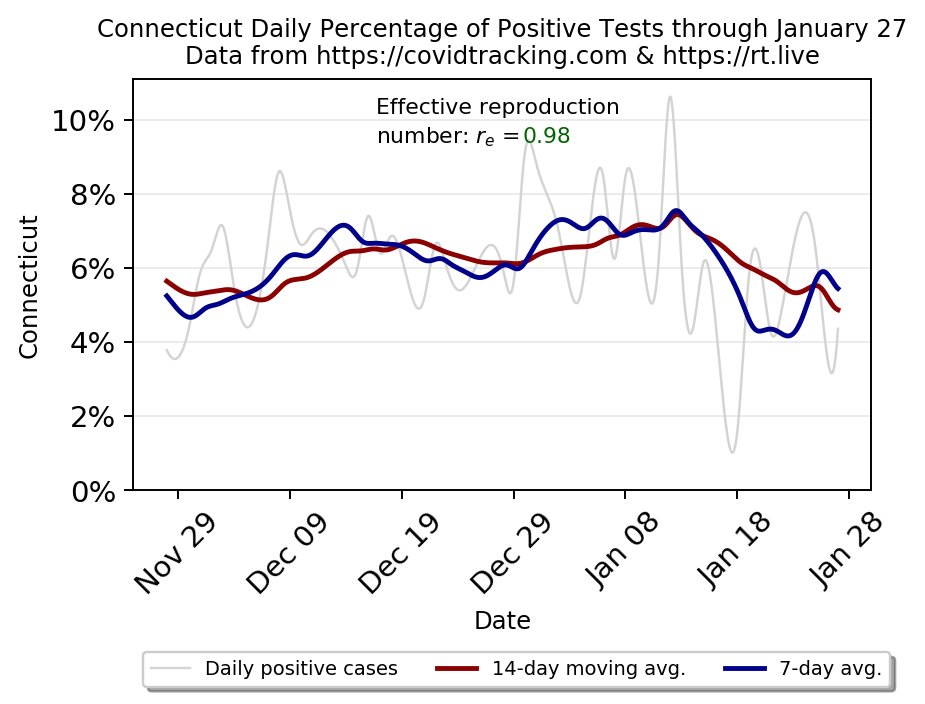 Connecticut Daily Percentage of Positive Tests through January 27
Data from https://covidtracking.com & https://rt.live
Effective reproduction
number: rₑ = 0.98
10%
8%
6%
4%
2%
0%
Connecticut
Nov 29
Dec 09
Dec 19
Dec 29
Jan 08
Jan 18
Jan 28
Date
Daily positive cases
14-day moving avg.
7-day avg.